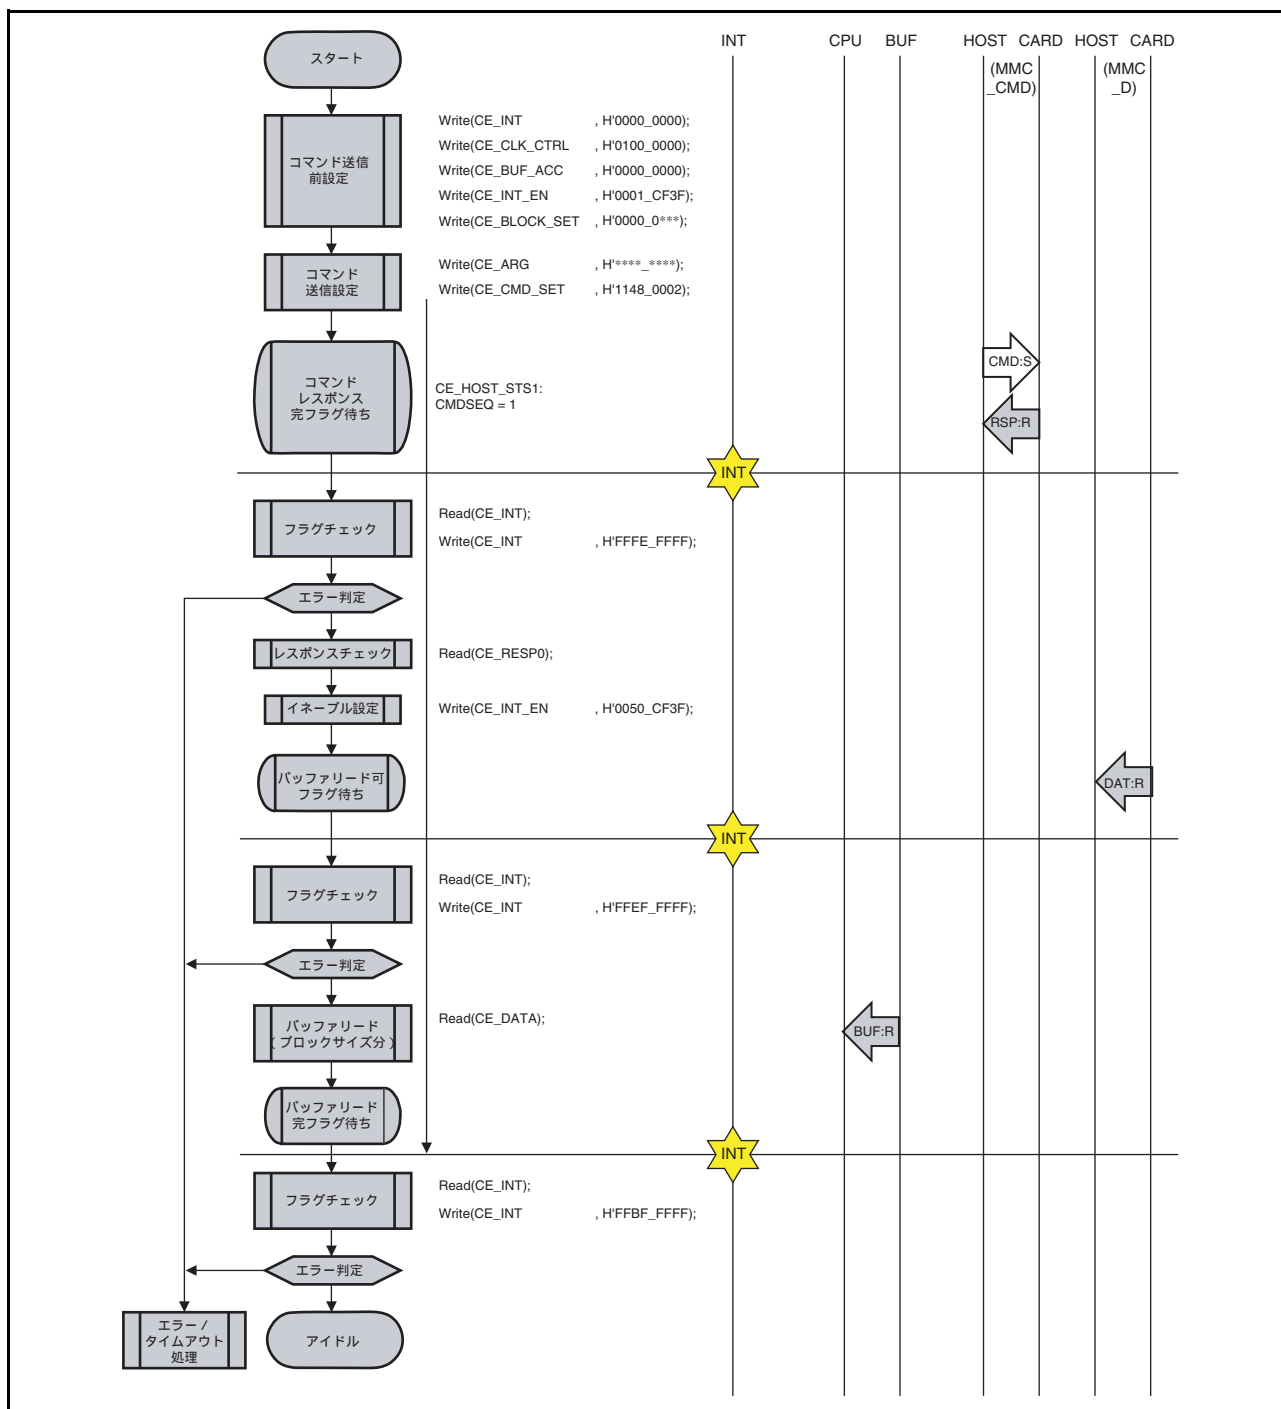 INT CPU BUF HOST CARD HOST CARD
(MMC _CMD) (MMC _D)
スタート
コマンド送信
前設定
Write(CE_INT , H'0000_0000);
Write(CE_CLK_CTRL , H'0100_0000);
Write(CE_BUF_ACC , H'0000_0000);
Write(CE_INT_EN , H'0001_CF3F);
Write(CE_BLOCK_SET , H'0000_0***);
コマンド
送信設定
Write(CE_ARG , H'****_****);
Write(CE_CMD_SET , H'1148_0002);
コマンド
レスポンス
完フラグ待ち
CE_HOST_STS1:
CMDSEQ = 1
CMD:S
RSP:R
INT
フラグチェック
Read(CE_INT);
Write(CE_INT , H'FFFE_FFFF);
エラー判定
レスポンスチェック
Read(CE_RESP0);
イネーブル設定
Write(CE_INT_EN , H'0050_CF3F);
バッファリード可
フラグ待ち
DAT:R
INT
フラグチェック
Read(CE_INT);
Write(CE_INT , H'FFEF_FFFF);
エラー判定
バッファリード
(ブロックサイズ分)
Read(CE_DATA);
BUF:R
バッファリード
完フラグ待ち
INT
フラグチェック
Read(CE_INT);
Write(CE_INT , H'FFBF_FFFF);
エラー判定
エラー /
タイムアウト
処理
アイドル